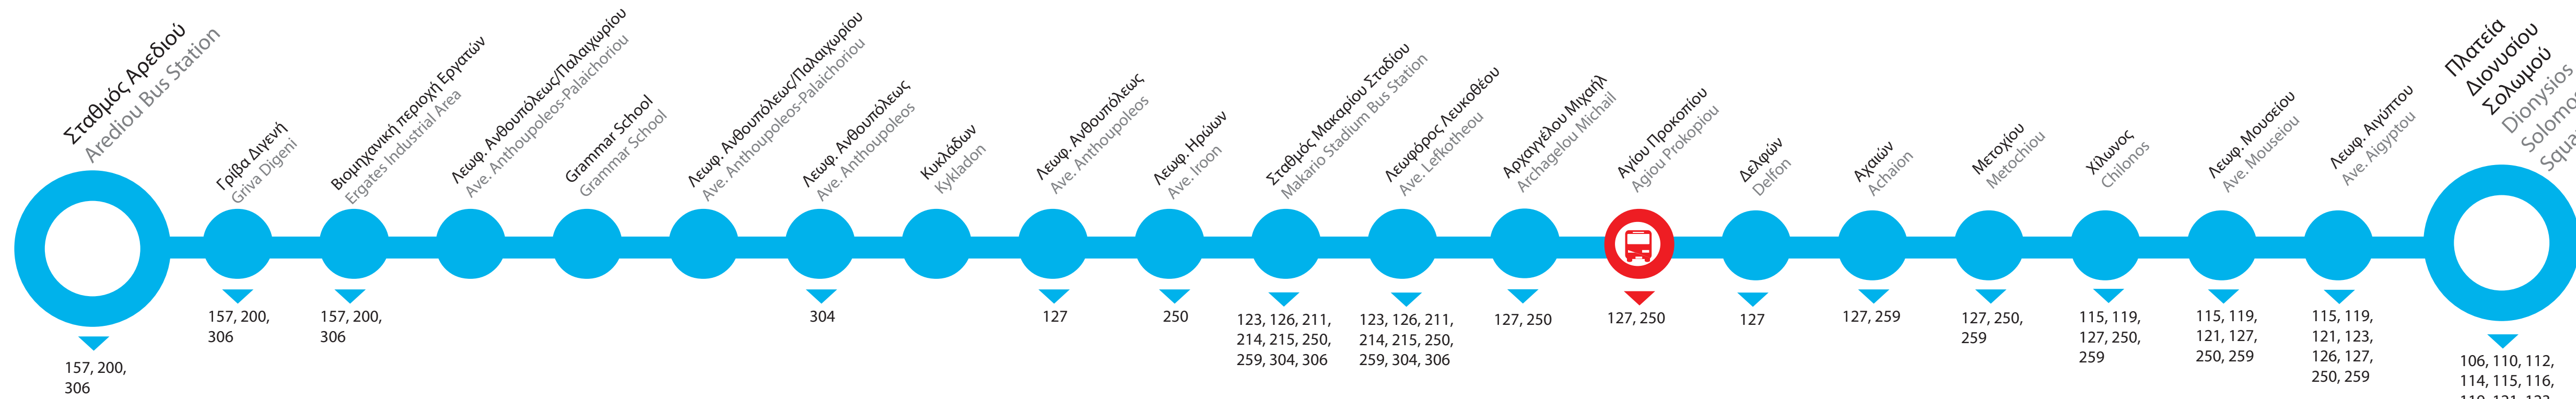 Σταθμός Αρεδιού
Arediou Bus Station
157, 200,
306
Γρίβα Διγενή
Griva Digeni
157, 200,
306
Βιομηχανική περιοχή Εργατών
Ergates Industrial Area
157, 200,
306
Λεωφ. Ανθουπόλεως/Παλαιχωρίου
Ave. Anthoupoleos-Palaichoriou
Grammar School
Grammar School
Λεωφ. Ανθουπόλεως/Παλαιχωρίου
Ave. Anthoupoleos-Palaichoriou
Λεωφ. Ανθουπόλεως
Ave. Anthoupoleos
304
Κυκλάδων
Kykladon
Λεωφ. Ανθουπόλεως
Ave. Anthoupoleos
127
Λεωφ. Ηρώων
Ave. Iroon
250
Σταθμός Μακαρίου Σταδίου
Makario Stadium Bus Station
123, 126, 211,
214, 215, 250,
259, 304, 306
Λεωφόρος Λευκοθέου
Ave. Lefkotheou
123, 126, 211,
214, 215, 250,
259, 304, 306
Αρχαγγέλου Μιχαήλ
Archagelou Michail
127, 250
Αγίου Προκοπίου
Agiou Prokopiou
127, 250
Δελφών
Delfon
127
Αχαιών
Achaion
127, 259
Μετοχίου
Metochiou
127, 250,
259
Χίλωνος
Chilonos
115, 119,
127, 250,
259
Λεωφ. Μουσείου
Ave. Mouseiou
115, 119,
121, 127,
250, 259
Λεωφ. Αιγύπτου
Ave. Aigyptou
115, 119,
121, 123,
126, 127,
250, 259
Πλατεία
Διονυσίου
Σολωμού
Dionysios
106, 110, 112,
114, 115, 116,